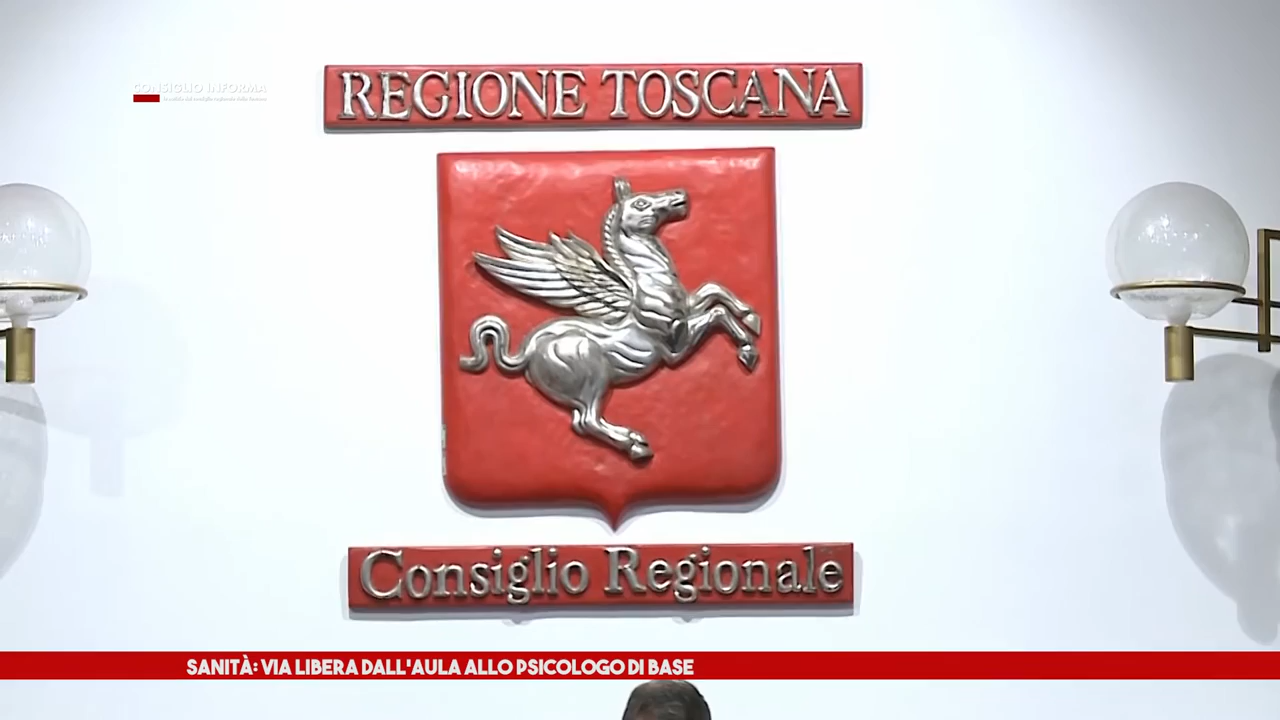 CONSIGLIO INFORMA
REGIONE TOSCANA
Consiglio Regionale
SANITÀ: VIA LIBERA DALL'AULA ALLO PSICOLOGO DI BASE